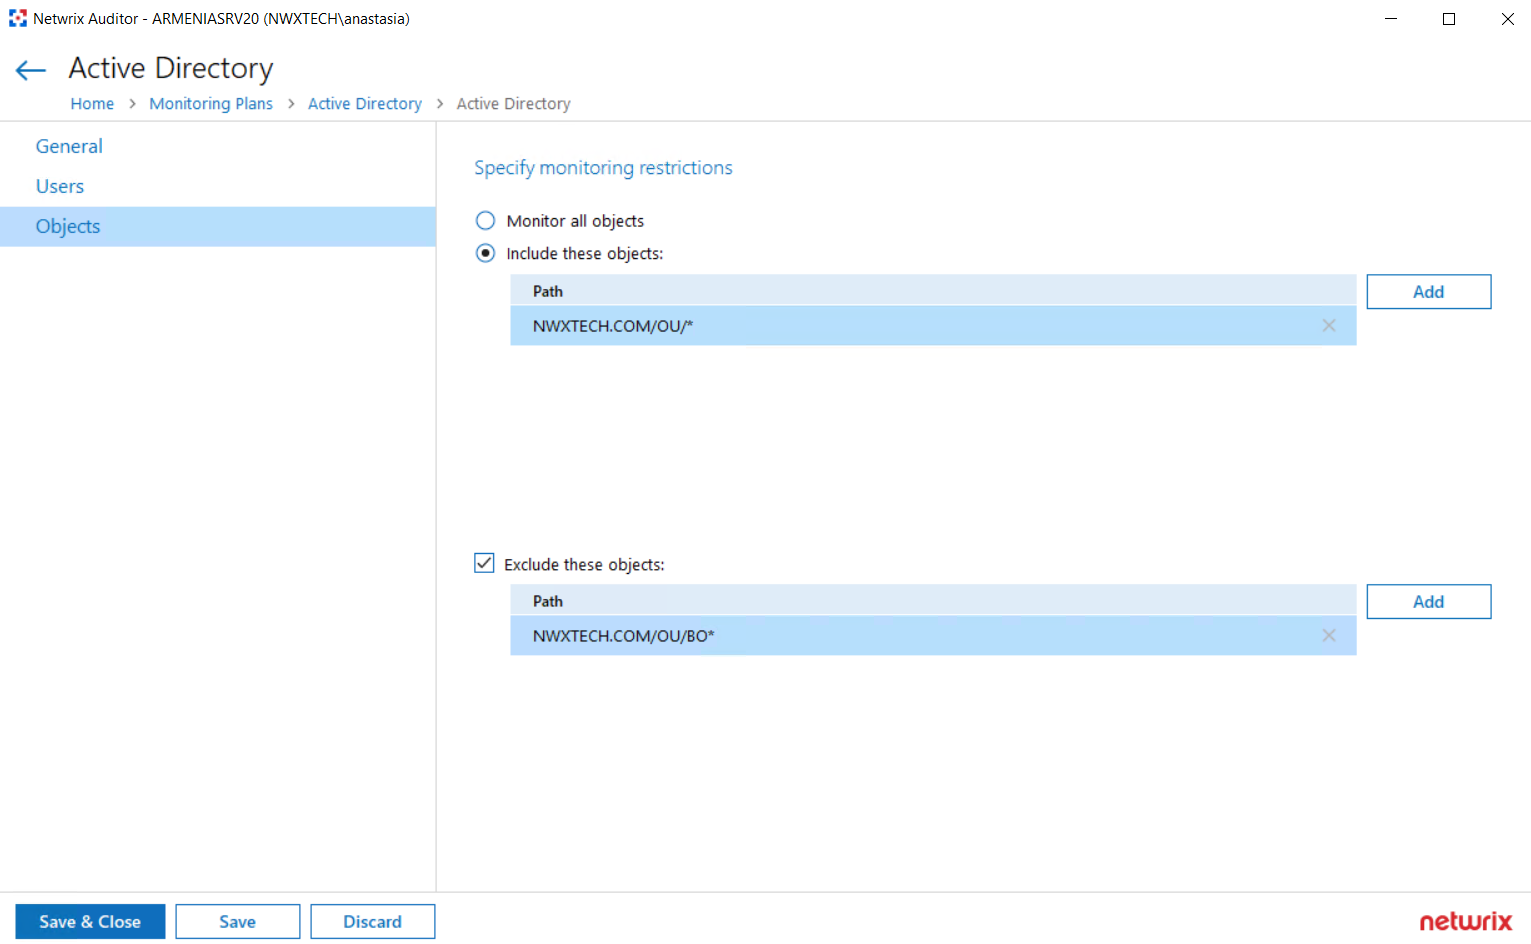 Netwrix Auditor - ARMENIASRV20 (NWXTECH\anastasia)
Active Directory
Home > Monitoring Plans > Active Directory > Active Directory
General
Users
Objects
Specify monitoring restrictions
Monitor all objects
Include these objects:
Path
Add
NWXTECH.COM/OU/*
Exclude these objects:
Path
Add
NWXTECH.COM/OU/BO*
Save & Close
Save
Discard
netwrix